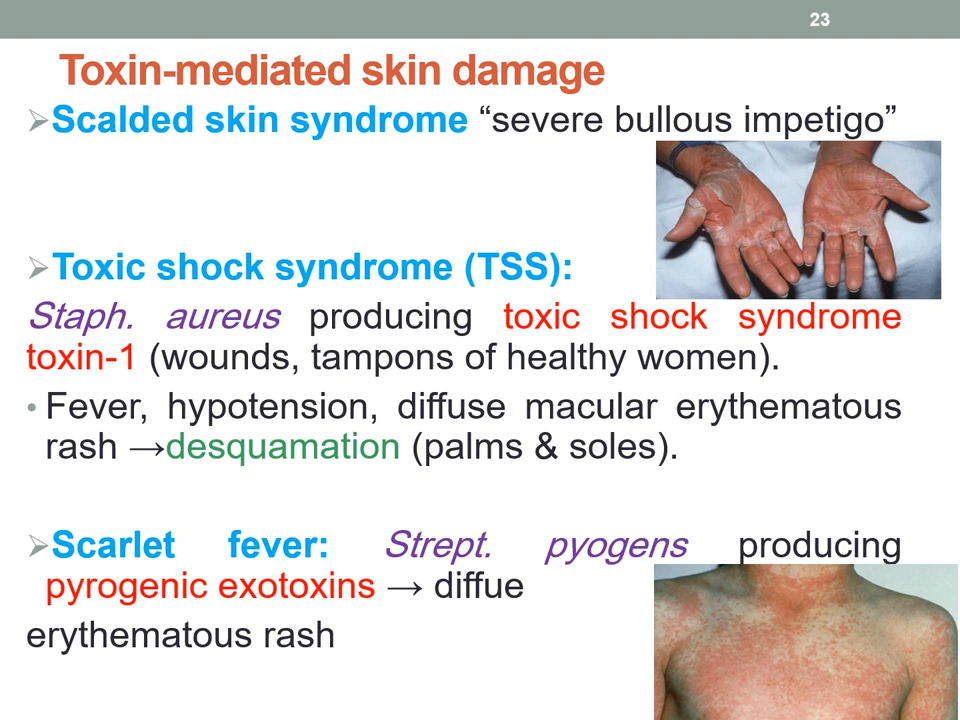 23
Toxin-mediated skin damage
➢Scalded skin syndrome “severe bullous impetigo”
➢Toxic shock syndrome (TSS):
Staph. aureus producing toxic shock syndrome
toxin-1 (wounds, tampons of healthy women).
• Fever, hypotension, diffuse macular erythematous
rash →desquamation (palms & soles).
➢Scarlet fever: Strept. pyogens producing
pyrogenic exotoxins → diffue
erythematous rash